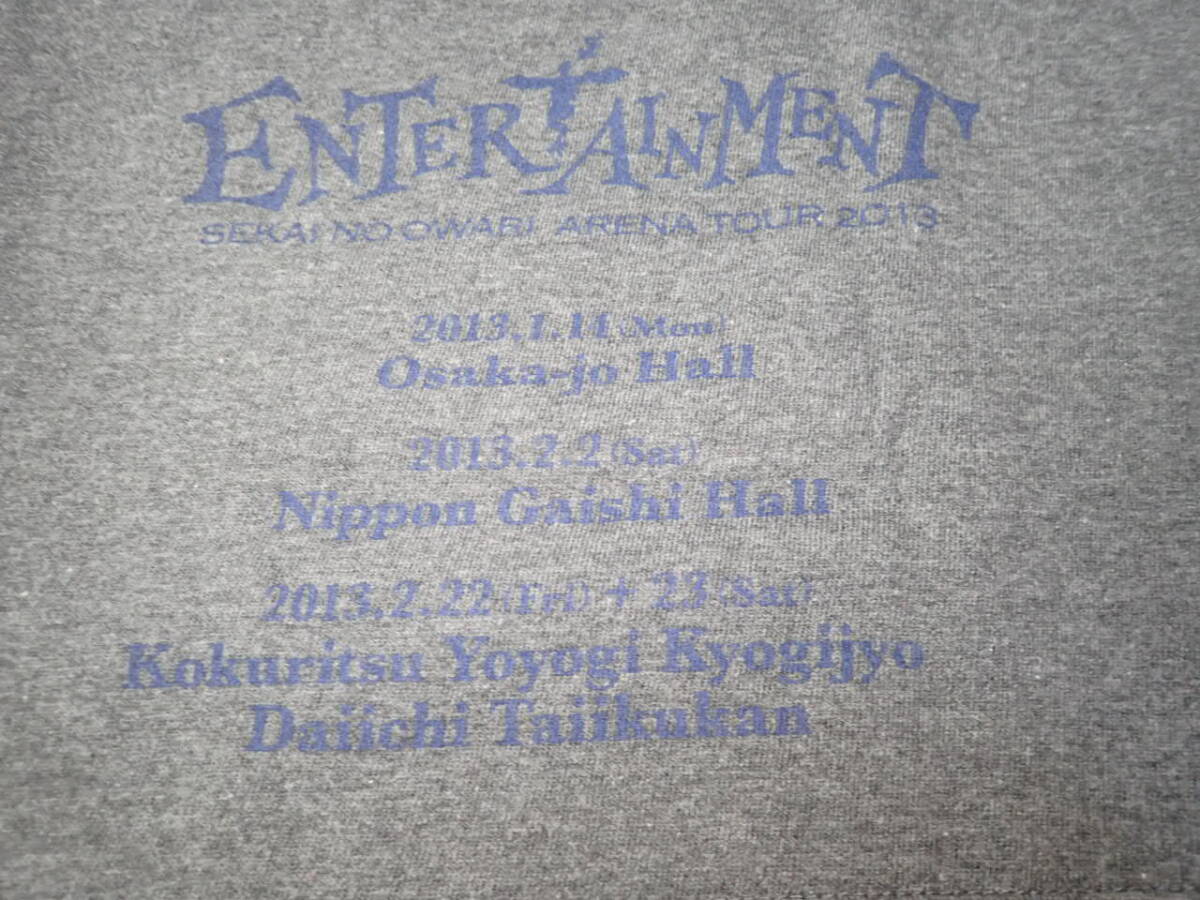 ENTERTAINMENT
SEKAI NO OWARI ARENA TOUR 2013
2013.1.14 (Mon)
Osaka-jo Hall
2013.2.2 (Sat)
Nippon Gaishi Hall
2013.2.22 (Fri) + 23 (Sat)
Kokuritsu Yoyogi Kyogijyo
Daiichi Taiikukan